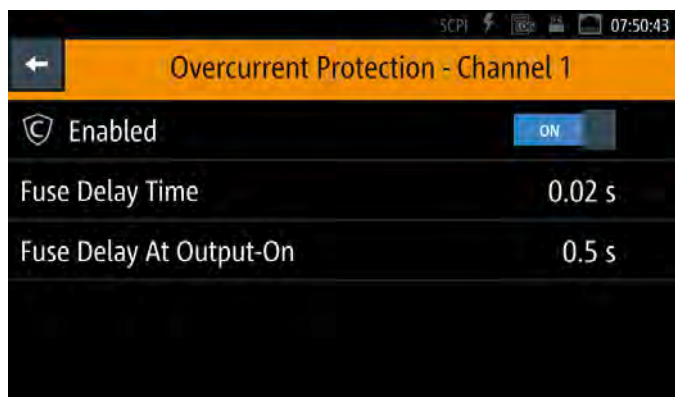 SCPI 07:50:43
Overcurrent Protection - Channel 1
C Enabled ON
Fuse Delay Time 0.02 s
Fuse Delay At Output-On 0.5 s